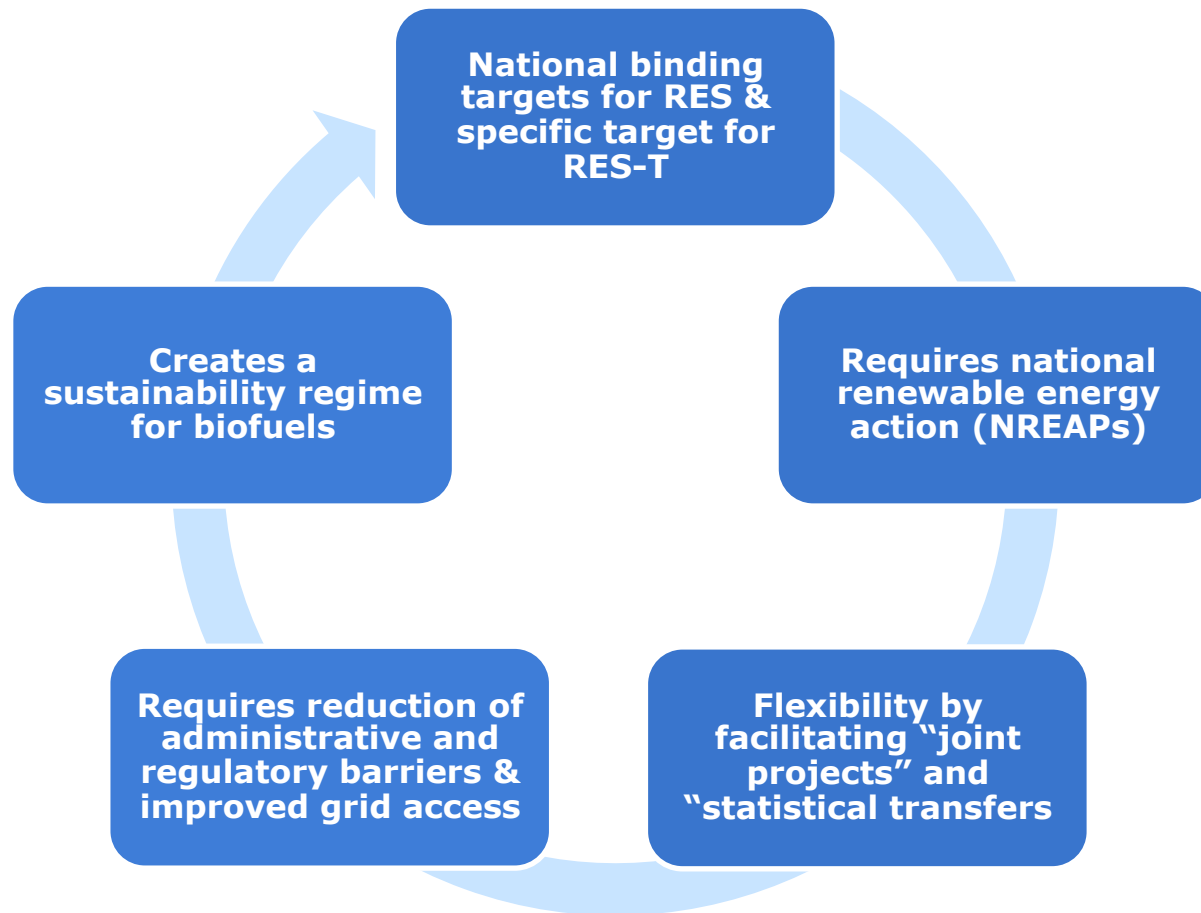 National binding
targets for RES &
specific target for
RES-T
Requires national
renewable energy
action (NREAPs)
Flexibility by
facilitating “joint
projects” and
“statistical transfers
Requires reduction of
administrative and
regulatory barriers &
improved grid access
Creates a
sustainability regime
for biofuels